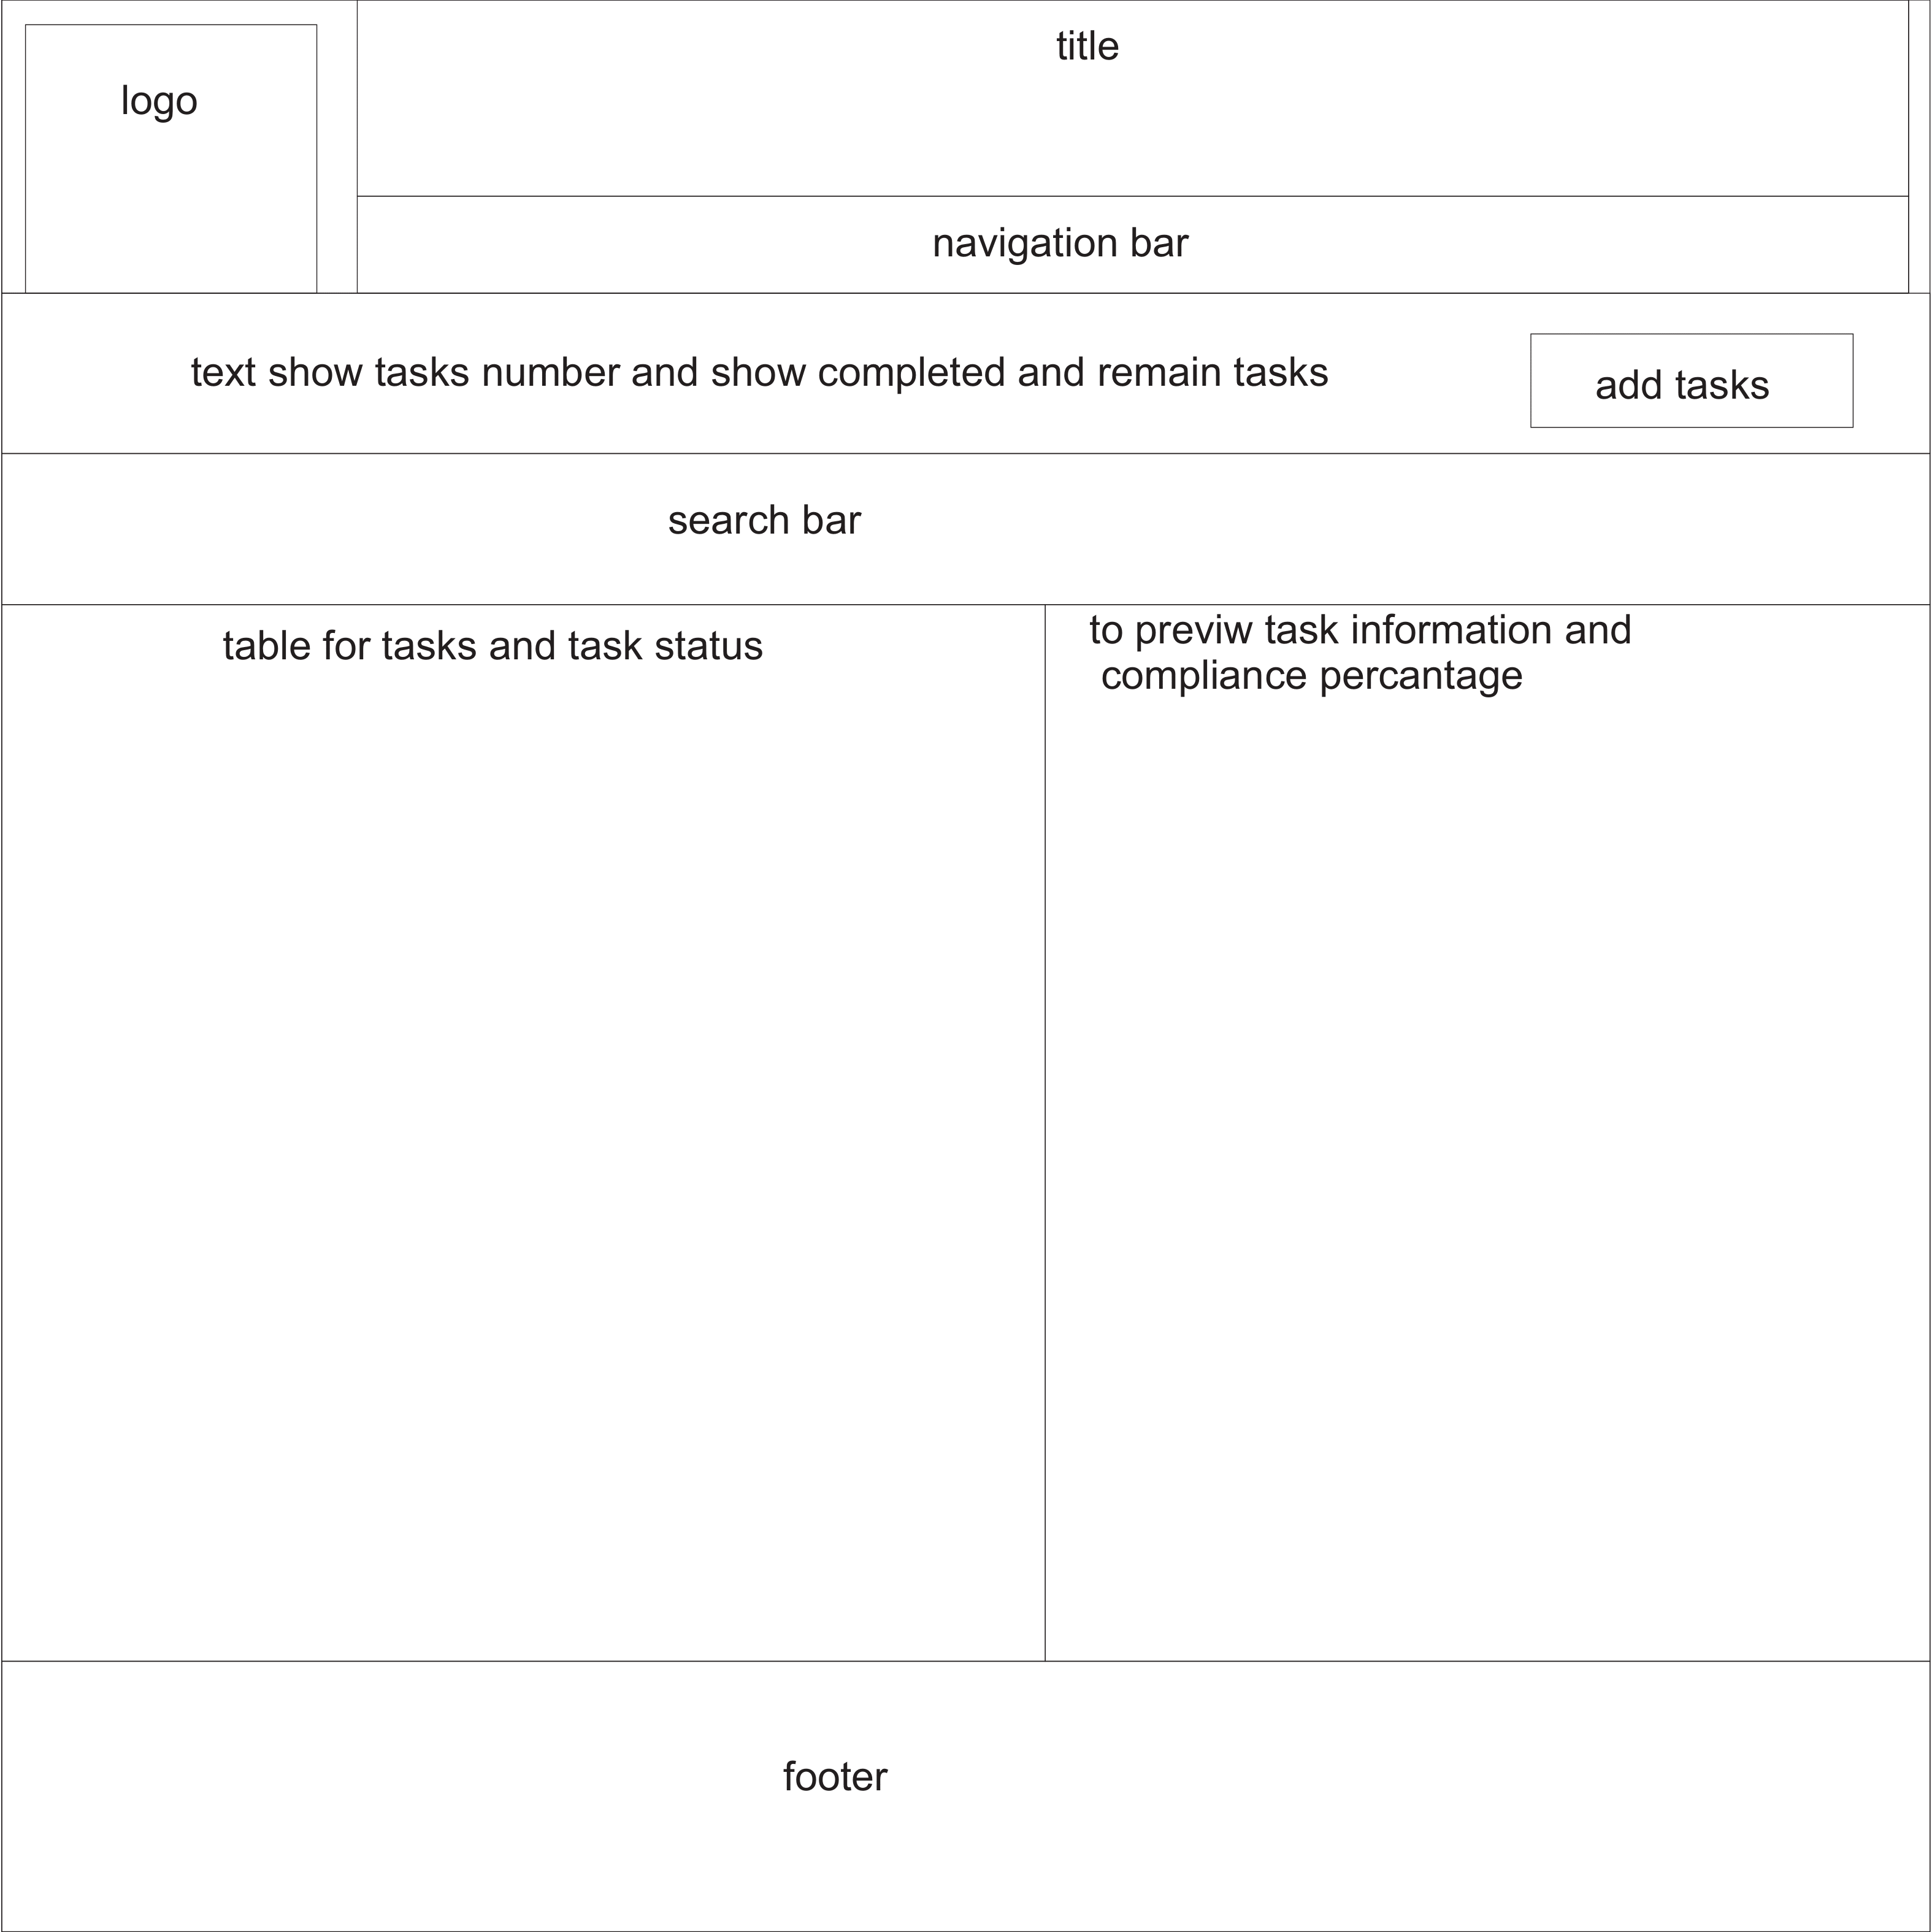 title
logo
navigation bar
text show tasks number and show completed and remain tasks
add tasks
search bar
table for tasks and task status
to previw task information and
compliance percantage
footer